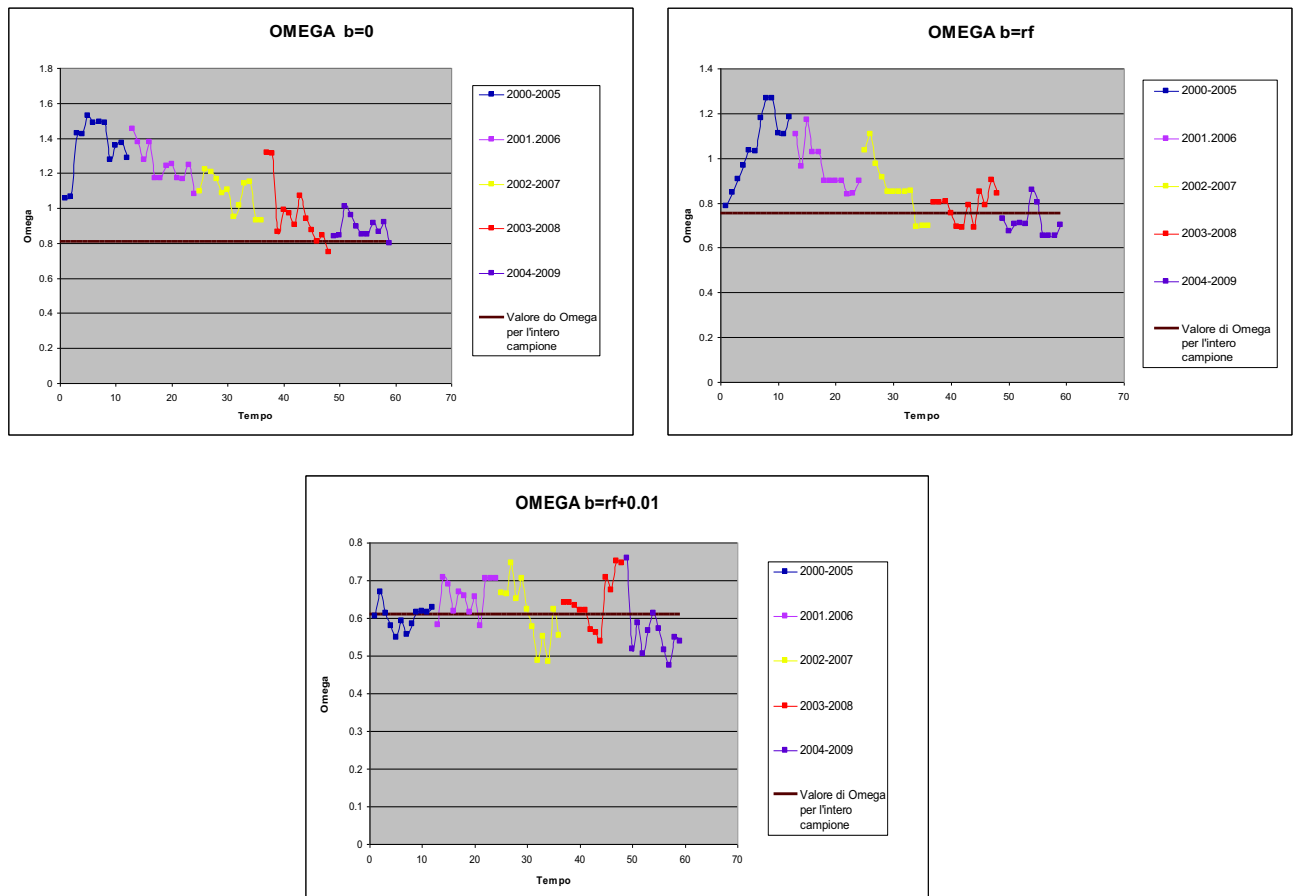 OMEGA b=0
1.8
1.6
1.4
1.2
1
0.8
0.6
0.4
0.2
0
0 10 20 30 40 50 60 70
Omega
Tempo
2000-2005
2001.2006
2002-2007
2003-2008
2004-2009
Valore do Omega
per l'intero
campione
OMEGA b=rf
1.4
1.2
1
0.8
0.6
0.4
0.2
0
0 10 20 30 40 50 60 70
Omega
Tempo
2000-2005
2001.2006
2002-2007
2003-2008
2004-2009
Valore di Omega
per l'intero
campione
OMEGA b=rf+0.01
0.8
0.7
0.6
0.5
0.4
0.3
0.2
0.1
0
0 10 20 30 40 50 60 70
Omega
Tempo
2000-2005
2001.2006
2002-2007
2003-2008
2004-2009
Valore di Omega
per l'intero
campione